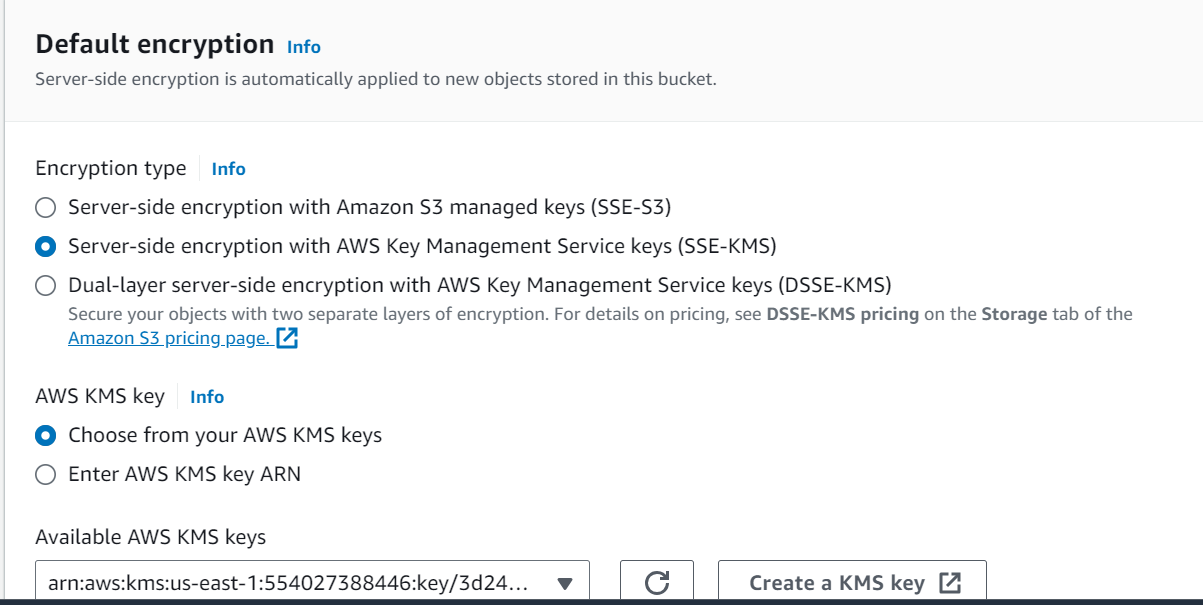 Default encryption Info
Server-side encryption is automatically applied to new objects stored in this bucket.
Encryption type Info
Server-side encryption with Amazon S3 managed keys (SSE-S3)
Server-side encryption with AWS Key Management Service keys (SSE-KMS)
Dual-layer server-side encryption with AWS Key Management Service keys (DSSE-KMS)
Secure your objects with two separate layers of encryption. For details on pricing, see DSSE-KMS pricing on the Storage tab of the
Amazon S3 pricing page.
AWS KMS key Info
Choose from your AWS KMS keys
Enter AWS KMS key ARN
Available AWS KMS keys
arn:aws:kms:us-east-1:554027388446:key/3d24... Create a KMS key